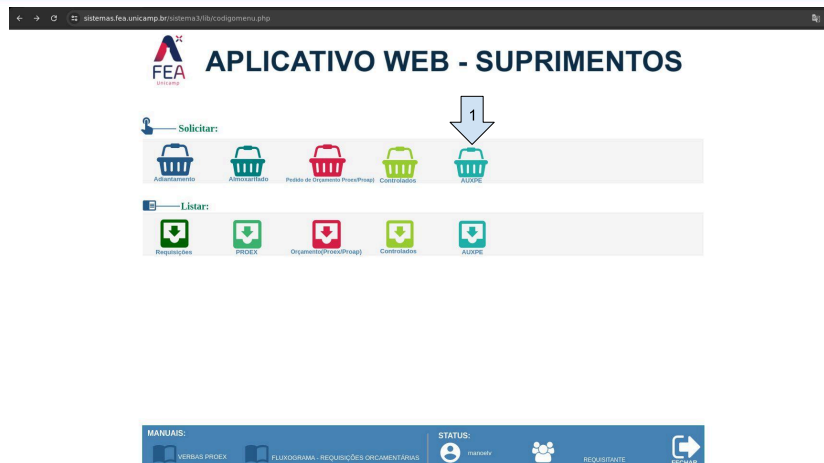 sistemas.fea.unicamp.br/sistema3/lib/codigomenu.php
FEA
Unicamp
APLICATIVO WEB - SUPRIMENTOS
1
Solicitar:
Adiantamento
Almoxarifado
Pedido de Orçamento Proex/Proap)
Controlados
AUXPE
Listar:
Requisições
PROEX
Orçamento(Proex/Proap)
Controlados
AUXPE
MANUAIS:
VERBAS PROEX
FLUXOGRAMA - REQUISIÇÕES ORCAMENTÁRIAS
STATUS:
manoelv
REQUISITANTE
FECHAR